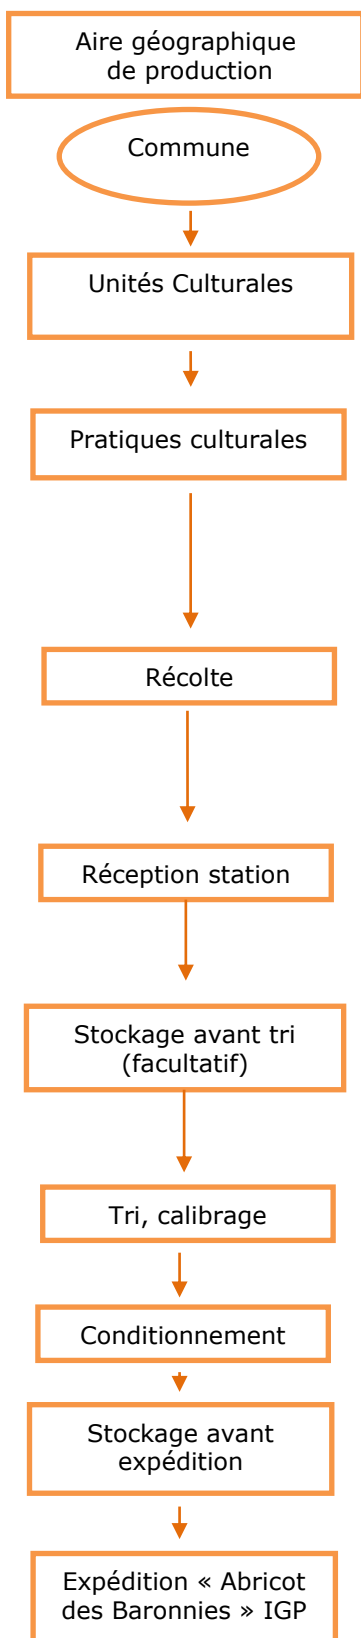 Aire géographique
de production
Commune
Unités Culturales
Pratiques culturales
Récolte
Réception station
Stockage avant tri
(facultatif)
Tri, calibrage
Conditionnement
Stockage avant
expédition
Expédition « Abricot
des Baronnies » IGP